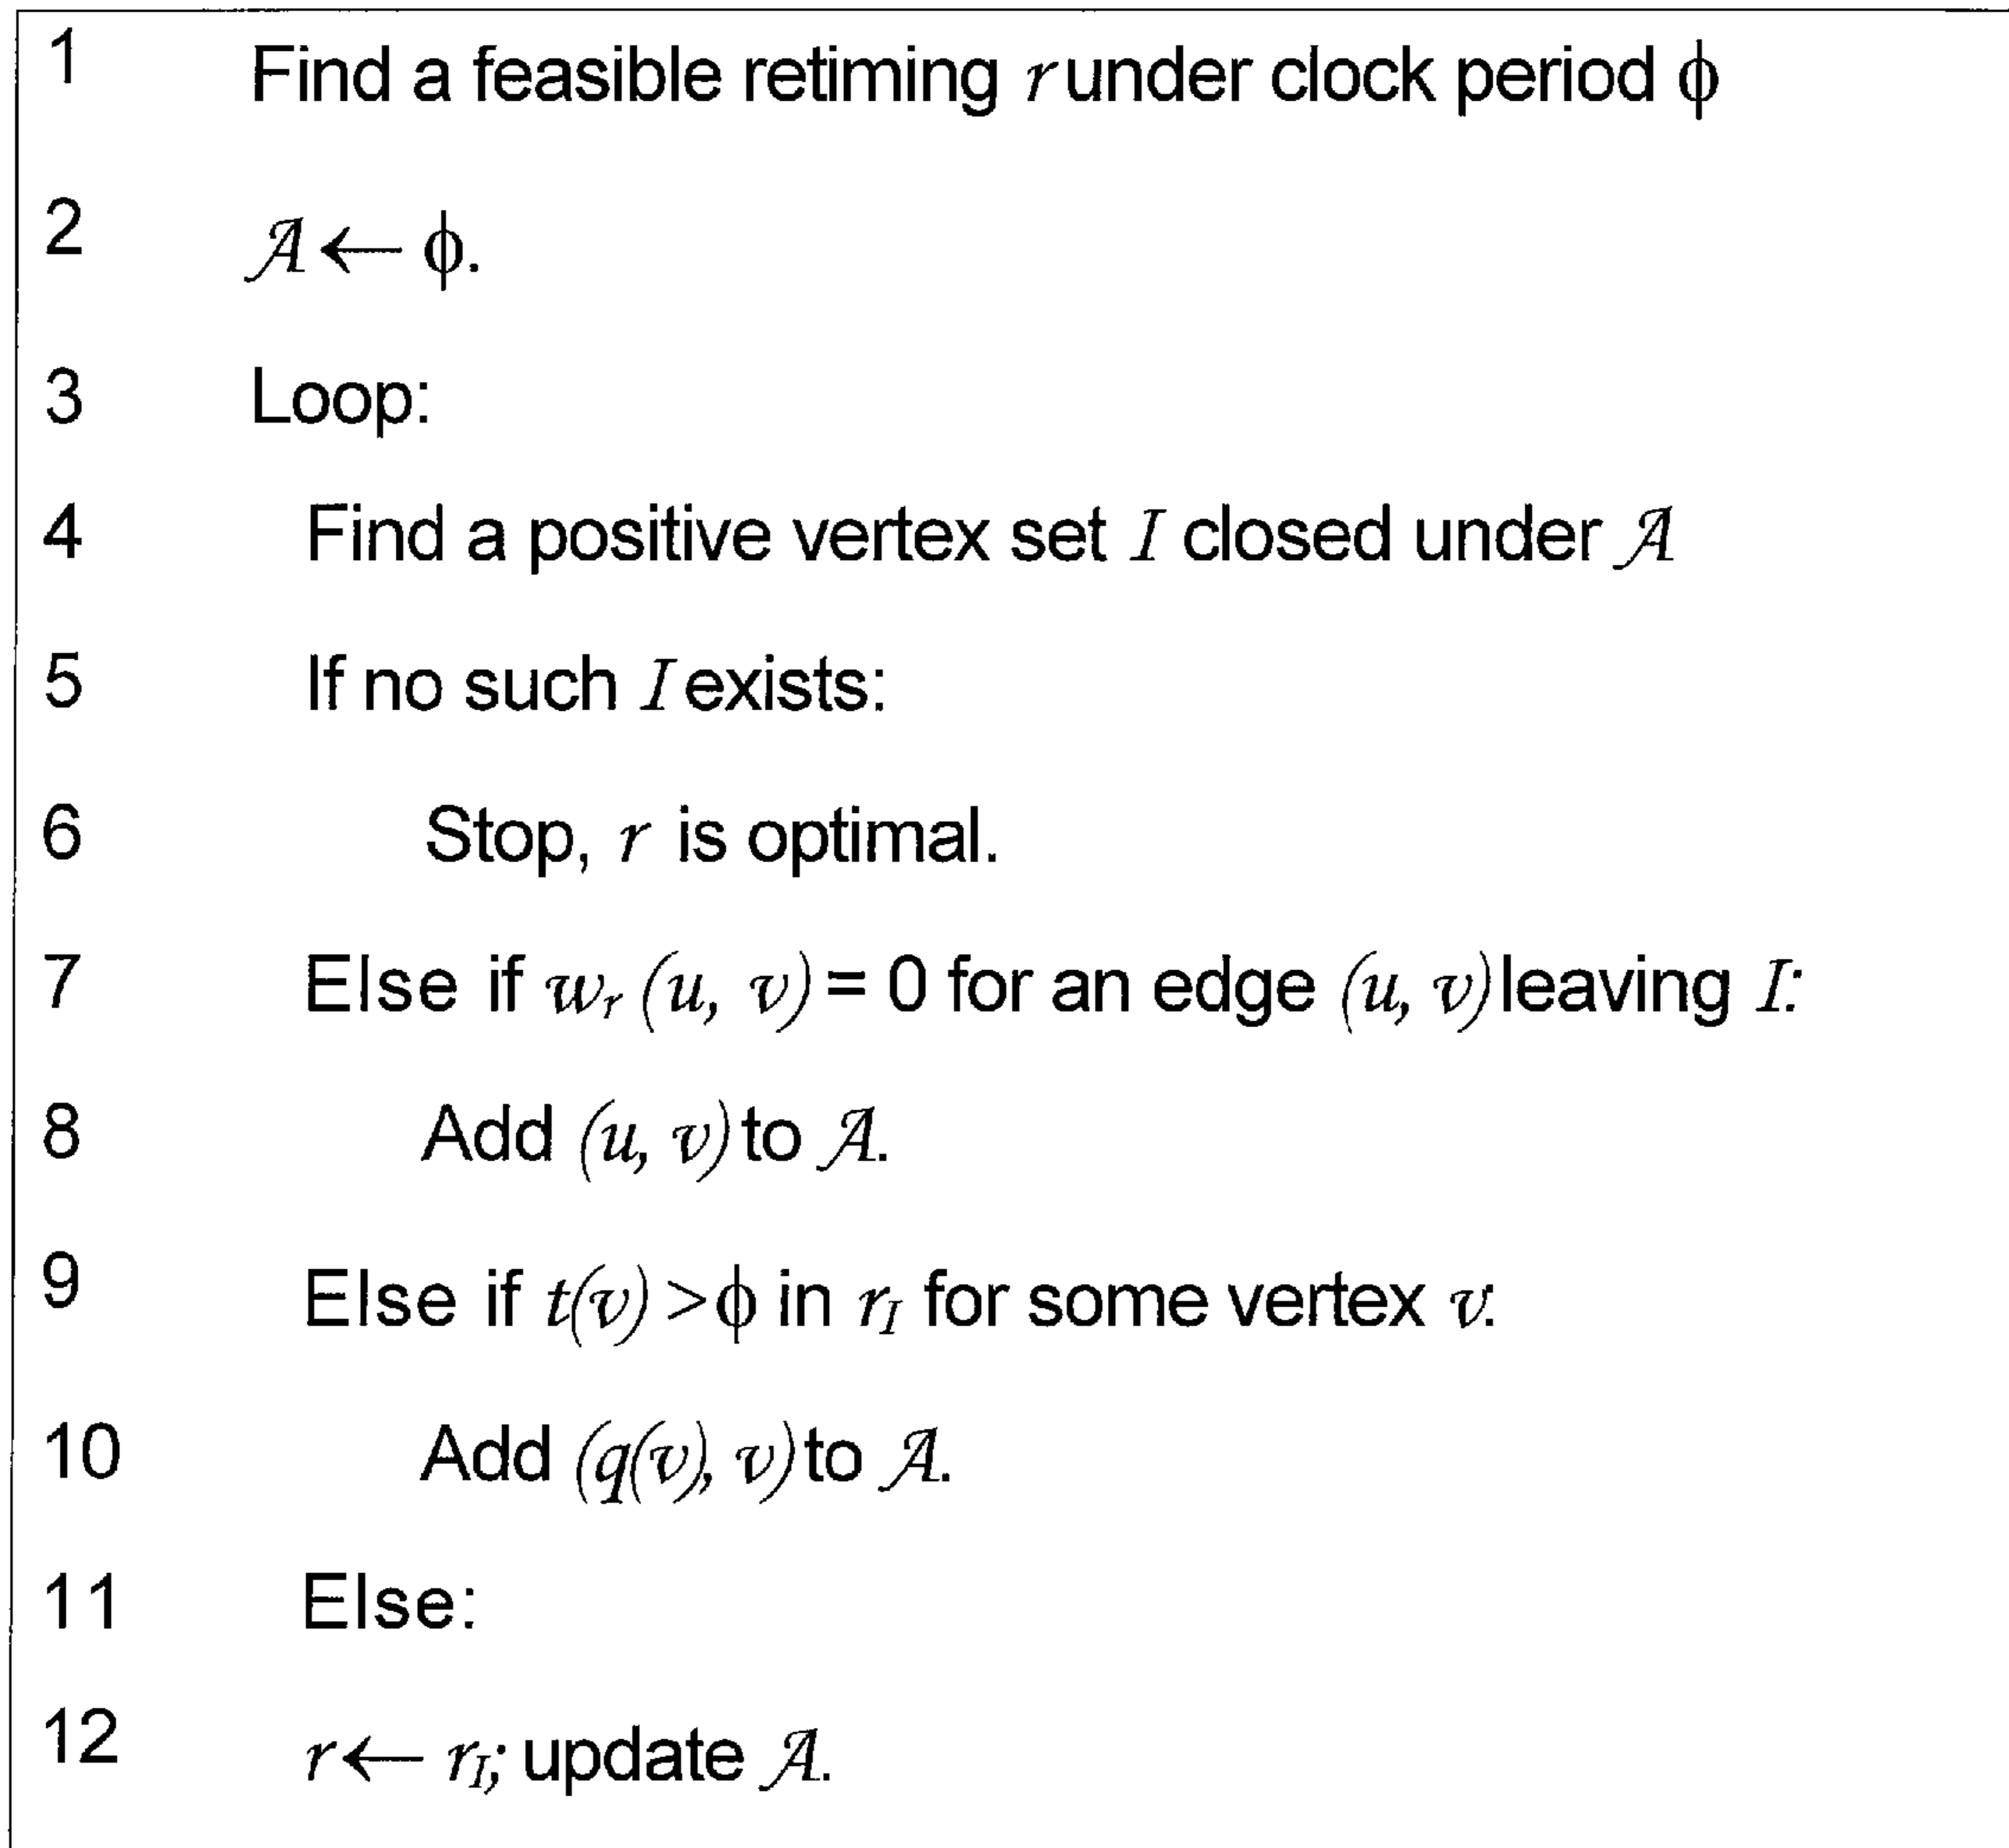 1 Find a feasible retiming r under clock period ϕ
2 𝒜 ← ϕ.
3 Loop:
4 Find a positive vertex set I closed under 𝒜
5 If no such I exists:
6 Stop, r is optimal.
7 Else if wᵣ (u, v) = 0 for an edge (u, v) leaving I:
8 Add (u, v) to 𝒜.
9 Else if t(v) >ϕ in r_I for some vertex v:
10 Add (q(v), v) to 𝒜.
11 Else:
12 r ← r_I; update 𝒜.